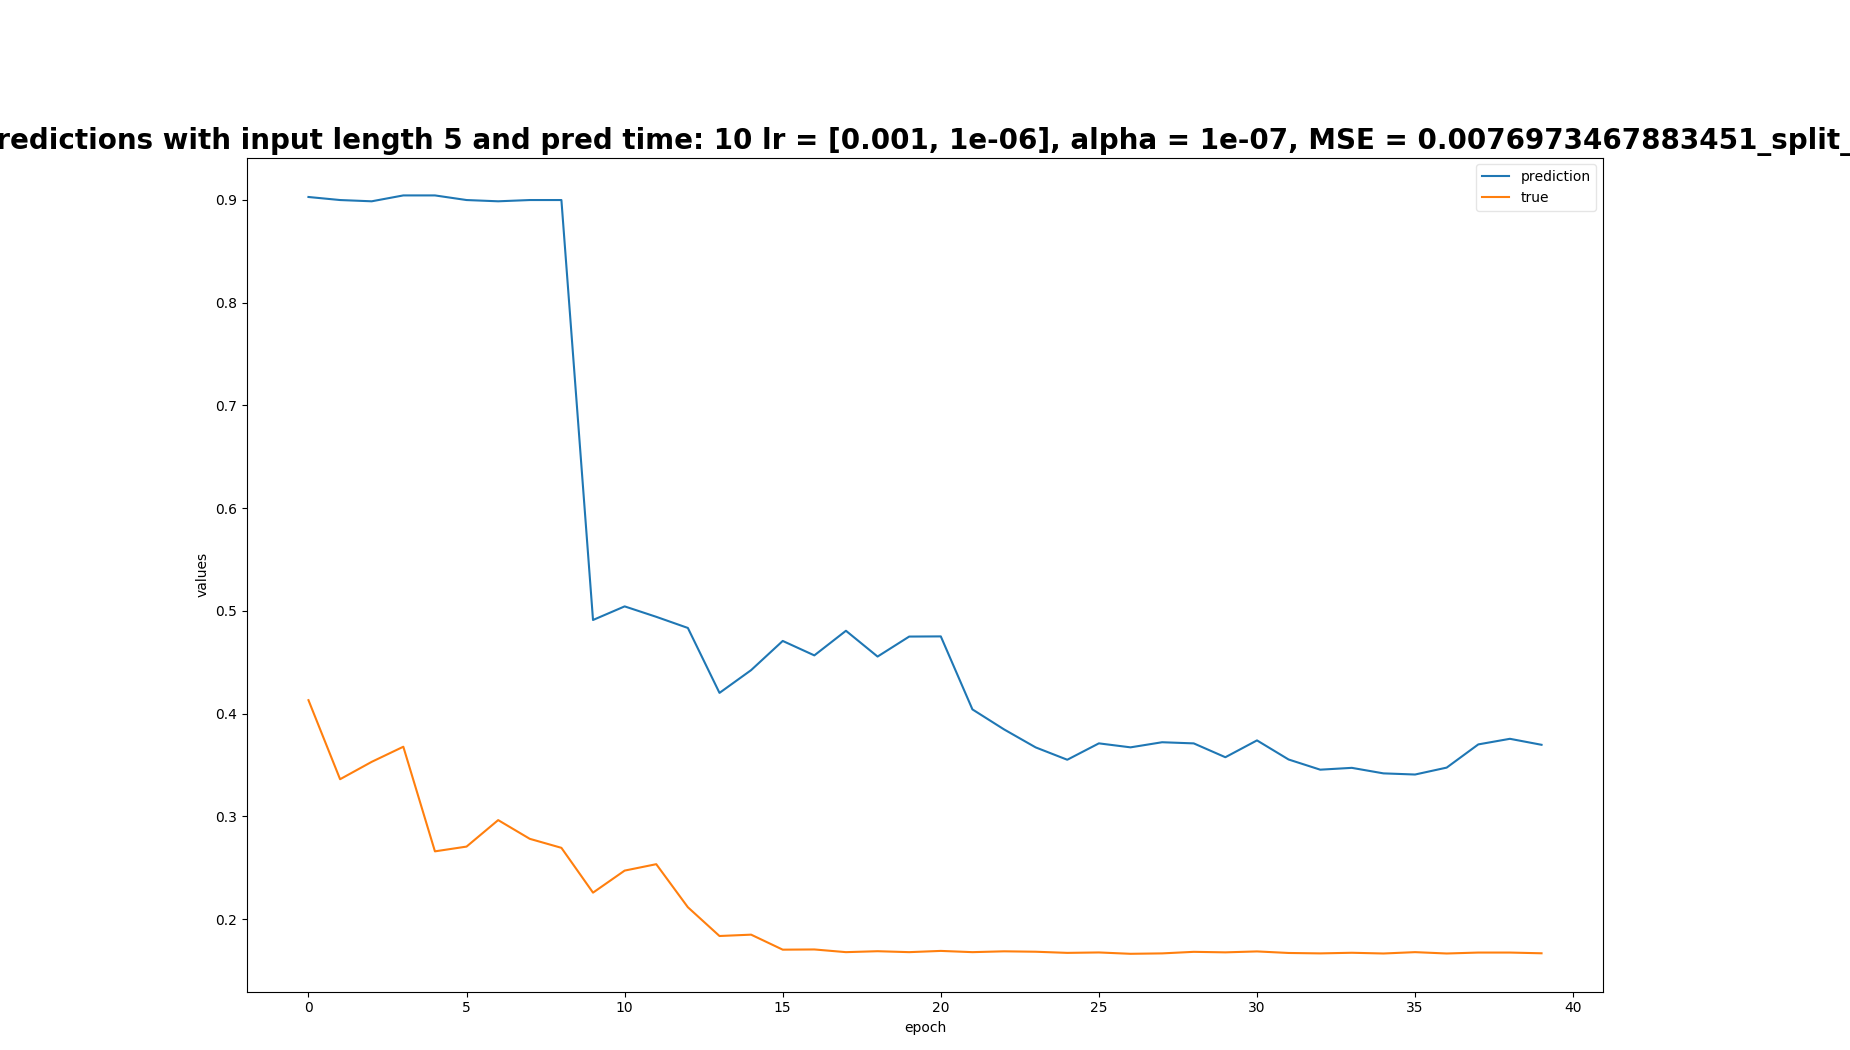 redictions with input length 5 and pred time: 10 lr = [0.001, 1e-06], alpha = 1e-07, MSE = 0.0076973467883451_split_
prediction
true
0.9
0.8
0.7
0.6
0.5
0.4
0.3
0.2
values
0 5 10 15 20 25 30 35 40
epoch